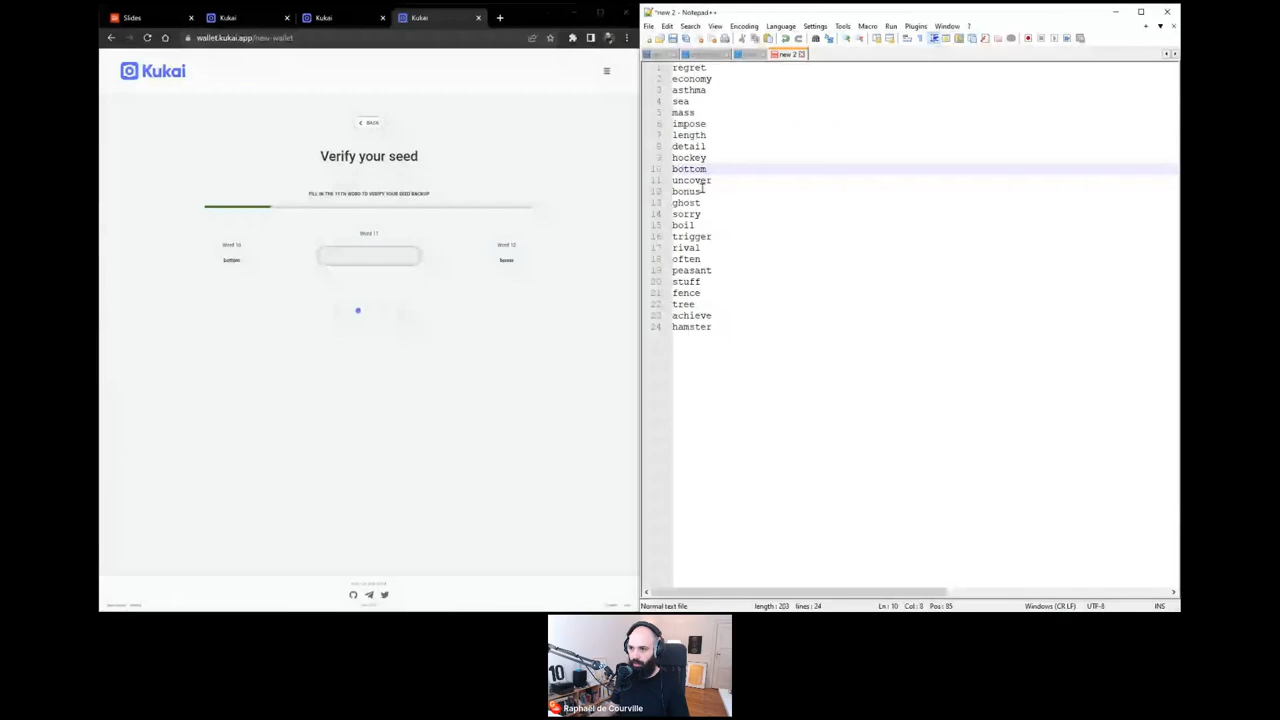 Slides
Kukai
Kukai
Kukai
wallet.kukai.app/new-wallet
Kukai
BACK
Verify your seed
FILL IN THE 11TH WORD TO VERIFY YOUR SEED BACKUP
Word 10
bottom
Word 11
Word 12
bonus
*new 2 - Notepad++
File Edit Search View Encoding Language Settings Tools Macro Run Plugins Window ?
new 2
1 regret
2 economy
3 asthma
4 sea
5 mass
6 impose
7 length
8 detail
9 hockey
10 bottom
11 uncover
12 bonus
13 ghost
14 sorry
15 boil
16 trigger
17 rival
18 often
19 peasant
20 stuff
21 fence
22 tree
23 achieve
24 hamster
Normal text file length : 203 lines : 24 Ln : 10 Col : 8 Pos : 85 Windows (CR LF) UTF-8 INS
10
Raphaël de Courville